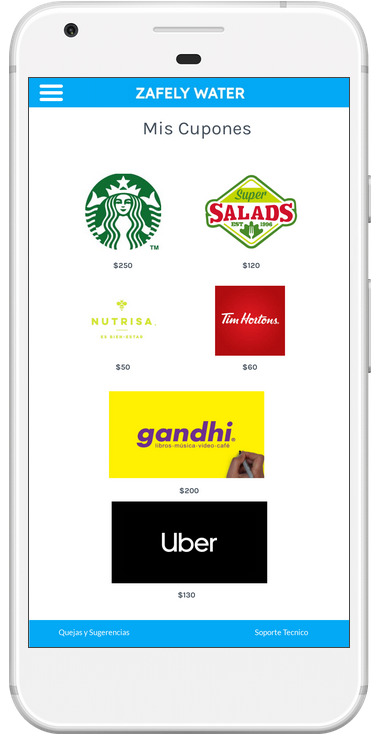 ZAFELY WATER
Mis Cupones
TM
Super
SALADS
EST 1996
$250
$120
NUTRISA.
ES BIEN-ESTAR
Tim Hortons.
$50
$60
gandhi®
libros·música·video·café
$200
Uber
$130
Quejas y Sugerencias
Soporte Tecnico